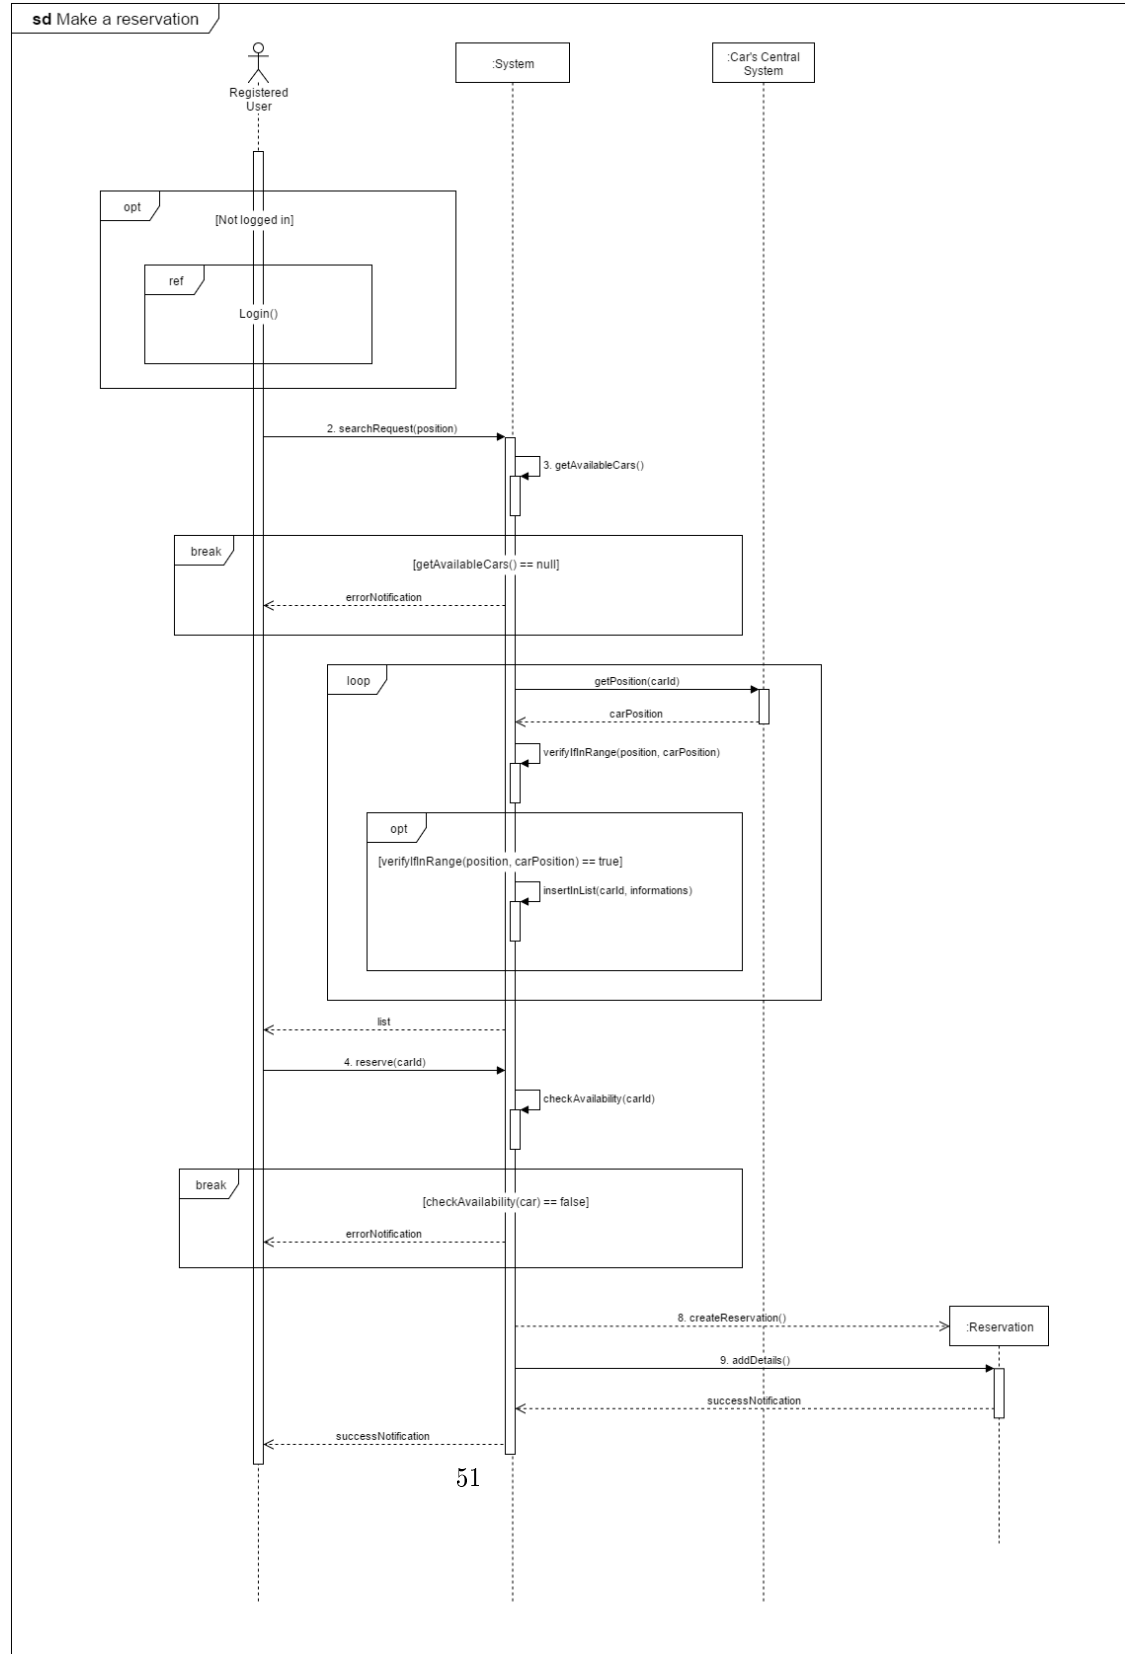 sd Make a reservation
Registered
User
:System
:Car's Central
System
opt
[Not logged in]
ref
Login()
2. searchRequest(position)
3. getAvailableCars()
break
[getAvailableCars() == null]
errorNotification
loop
getPosition(carId)
carPosition
verifyIfInRange(position, carPosition)
opt
[verifyIfInRange(position, carPosition) == true]
insertInList(carId, informations)
list
4. reserve(carId)
checkAvailability(carId)
break
[checkAvailability(car) == false]
errorNotification
8. createReservation()
:Reservation
9. addDetails()
successNotification
successNotification
51